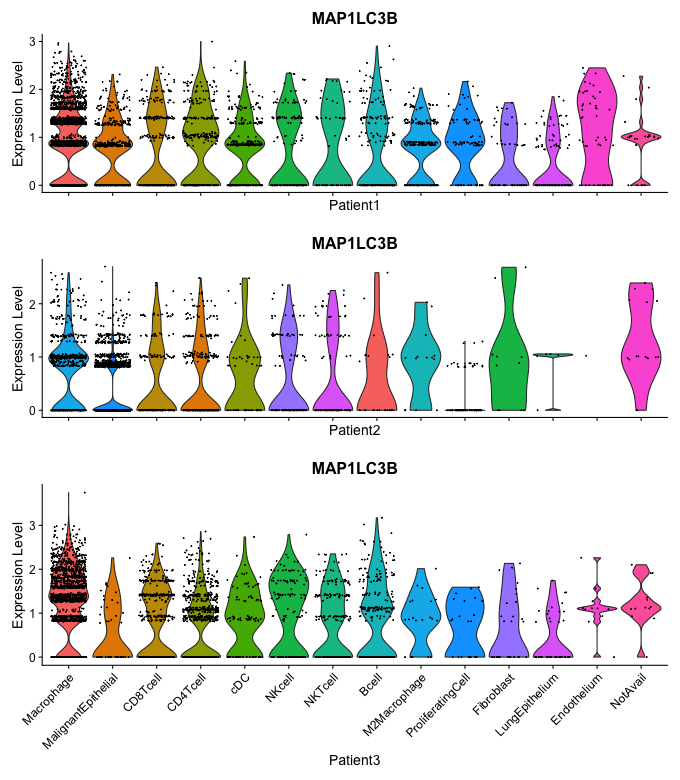 MAP1LC3B
Expression Level
3
2
1
0
Patient1
MAP1LC3B
Expression Level
2
1
0
Patient2
MAP1LC3B
Expression Level
3
2
1
0
Macrophage
MalignantEpithelial
CD8Tcell
CD4Tcell
cDC
NKcell
NKTcell
Bcell
M2Macrophage
ProliferatingCell
Fibroblast
LungEpithelium
Endothelium
NotAvail
Patient3